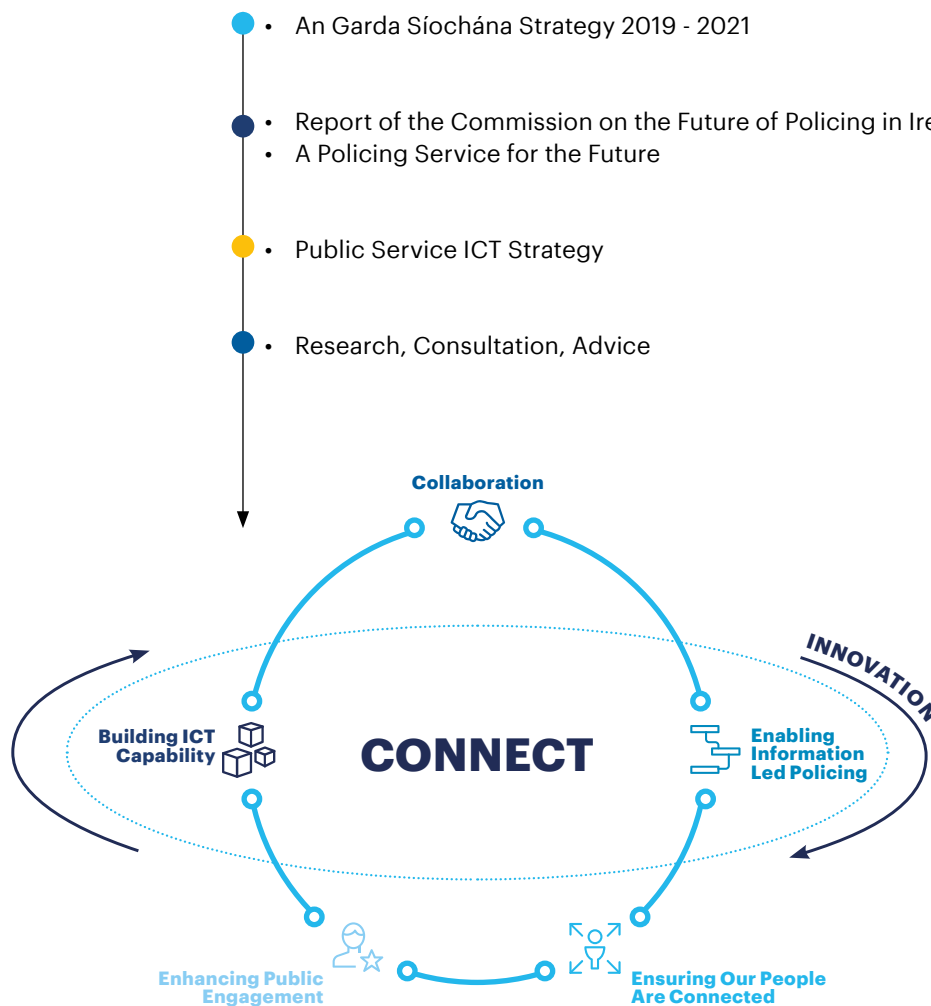 • An Garda Síochána Strategy 2019 - 2021
• Report of the Commission on the Future of Policing in
• A Policing Service for the Future
• Public Service ICT Strategy
• Research, Consultation, Advice
Collaboration
INNOVATION
Building ICT
Capability
CONNECT
Enabling
Information
Led Policing
Enhancing Public
Engagement
Ensuring Our People
Are Connected